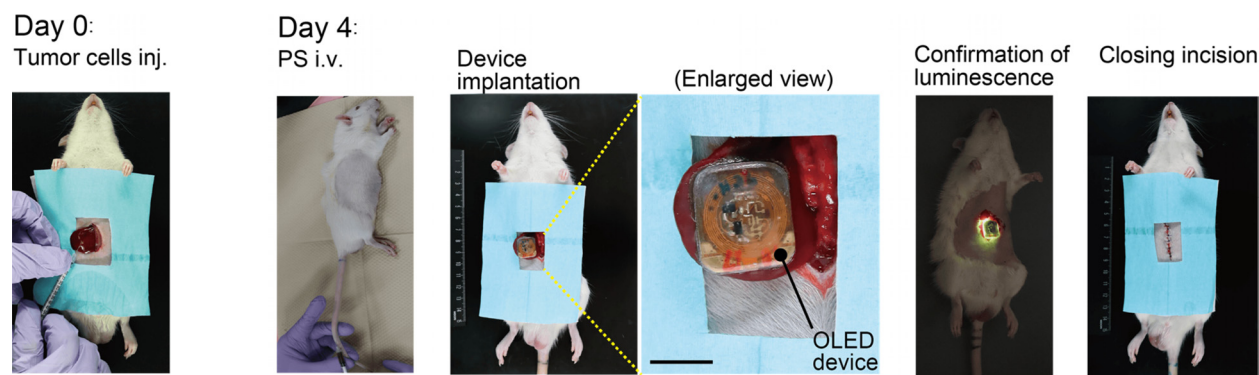 Day 0:
Tumor cells inj.
Day 4:
PS i.v.
Device
implantation
(Enlarged view)
OLED
device
Confirmation of
luminescence
Closing incision